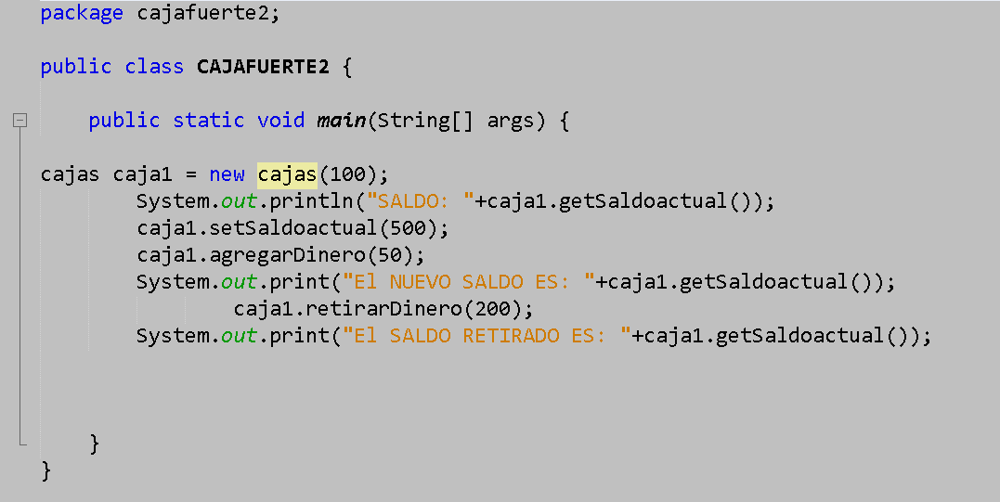 package cajafuerte2;
public class CAJAFUERTE2 {
public static void main(String[] args) {
cajas caja1 = new cajas(100);
System.out.println("SALDO: "+caja1.getSaldoactual());
caja1.setSaldoactual(500);
caja1.agregarDinero(50);
System.out.print("El NUEVO SALDO ES: "+caja1.getSaldoactual());
caja1.retirarDinero(200);
System.out.print("El SALDO RETIRADO ES: "+caja1.getSaldoactual());
}
}